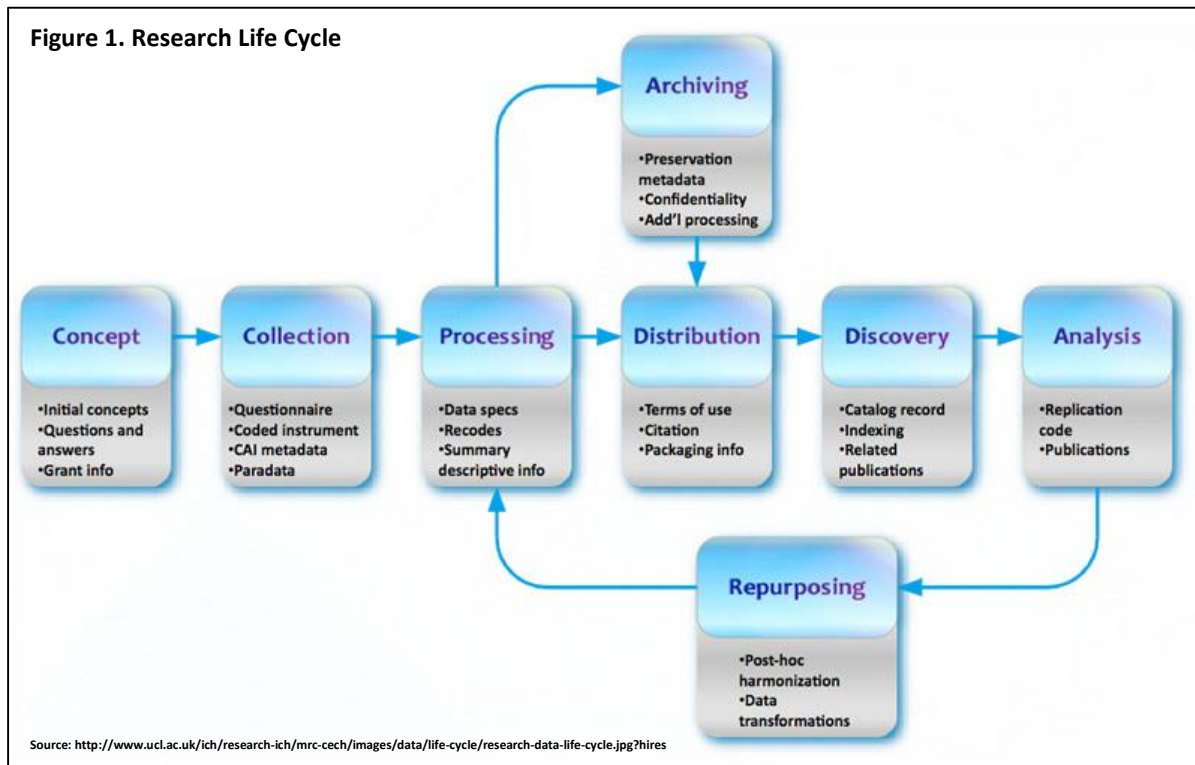 Figure 1. Research Life Cycle
Archiving
•Preservation
metadata
•Confidentiality
•Add'l processing
Concept
•Initial concepts
•Questions and
answers
•Grant info
Collection
•Questionnaire
•Coded instrument
•CAI metadata
•Paradata
Processing
•Data specs
•Recodes
•Summary
descriptive info
Distribution
•Terms of use
•Citation
•Packaging info
Discovery
•Catalog record
•Indexing
•Related
publications
Analysis
•Replication
code
•Publications
Repurposing
•Post-hoc
harmonization
•Data
transformations
Source: http://www.ucl.ac.uk/ich/research-ich/mrc-cech/images/data/life-cycle/research-data-life-cycle.jpg?hires